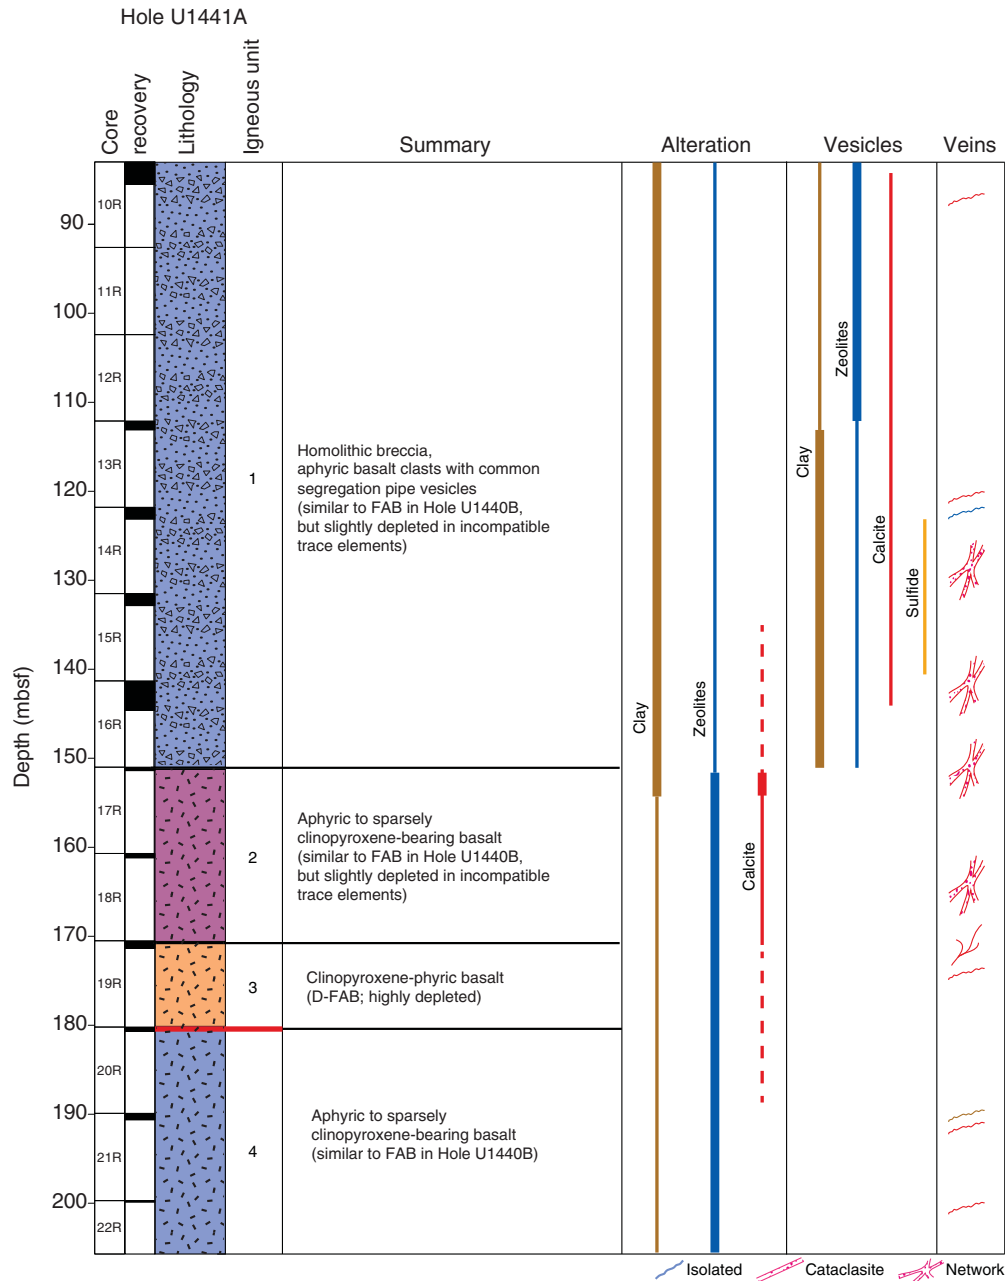 Hole U1441A
Core
recovery
Lithology
Igneous unit
Summary
Alteration
Vesicles
Veins
Depth (mbsf)
90
100
110
120
130
140
150
160
170
180
190
200
10R
11R
12R
13R
14R
15R
16R
17R
18R
19R
20R
21R
22R
1
Homolithic breccia,
aphyric basalt clasts with common
segregation pipe vesicles
(similar to FAB in Hole U1440B,
but slightly depleted in incompatible
trace elements)
2
Aphyric to sparsely
clinopyroxene-bearing basalt
(similar to FAB in Hole U1440B,
but slightly depleted in incompatible
trace elements)
3
Clinopyroxene-phyric basalt
(D-FAB; highly depleted)
4
Aphyric to sparsely
clinopyroxene-bearing basalt
(similar to FAB in Hole U1440B)
Clay
Zeolites
Calcite
Clay
Zeolites
Calcite
Sulfide
Isolated
Cataclasite
Network